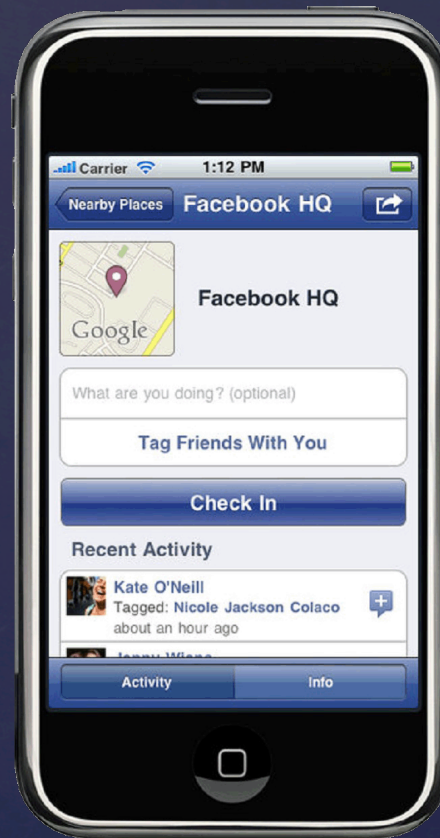 Carrier 1:12 PM
Nearby Places Facebook HQ
Google
Facebook HQ
What are you doing? (optional)
Tag Friends With You
Check In
Recent Activity
Kate O'Neill
Tagged: Nicole Jackson Colaco
about an hour ago
Activity Info